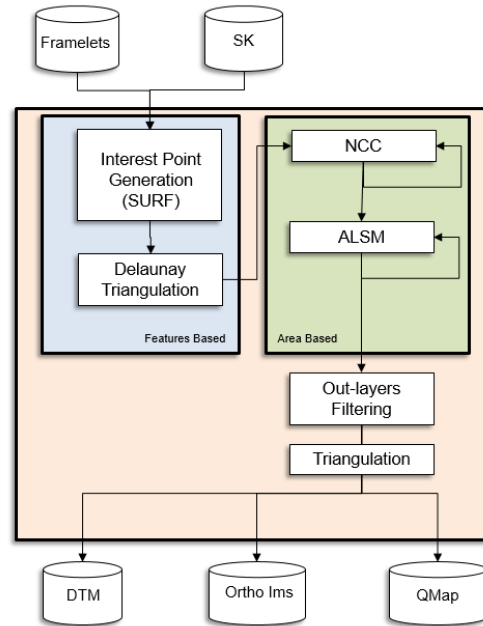 Framelets
SK
Interest Point
Generation
(SURF)
Delaunay
Triangulation
Features Based
NCC
ALSM
Area Based
Out-layers
Filtering
Triangulation
DTM
Ortho Ims
QMap